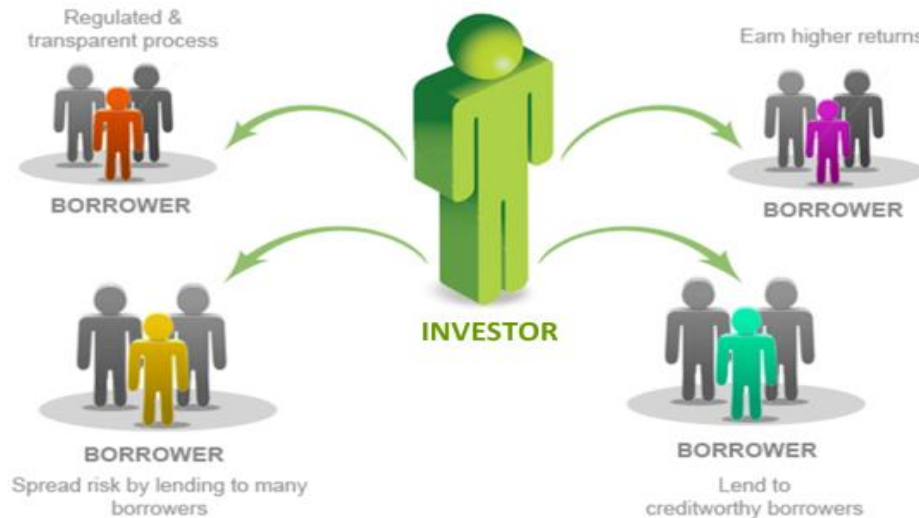 Regulated &
transparent process
Earn higher returns
BORROWER
BORROWER
INVESTOR
BORROWER
Spread risk by lending to many
borrowers
BORROWER
Lend to
creditworthy borrowers